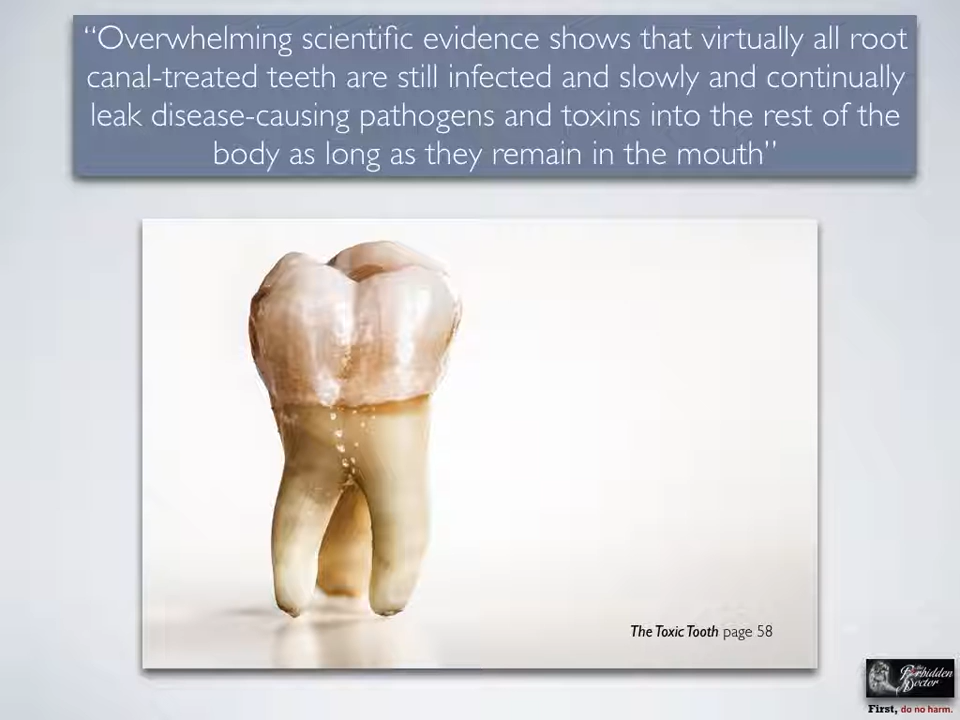 “Overwhelming scientific evidence shows that virtually all root
canal-treated teeth are still infected and slowly and continually
leak disease-causing pathogens and toxins into the rest of the
body as long as they remain in the mouth”
The Toxic Tooth page 58
the
Forbidden
Doctor
First, do no harm.